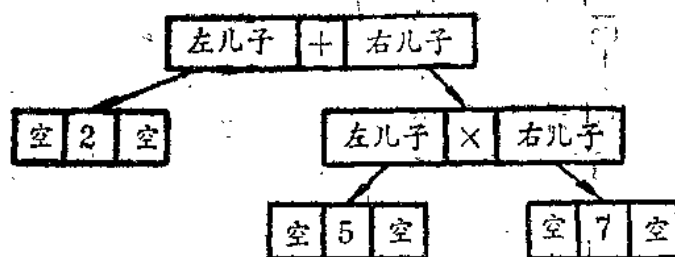 左儿子 + 右儿子
空 2 空
左儿子 × 右儿子
空 5 空
空 7 空